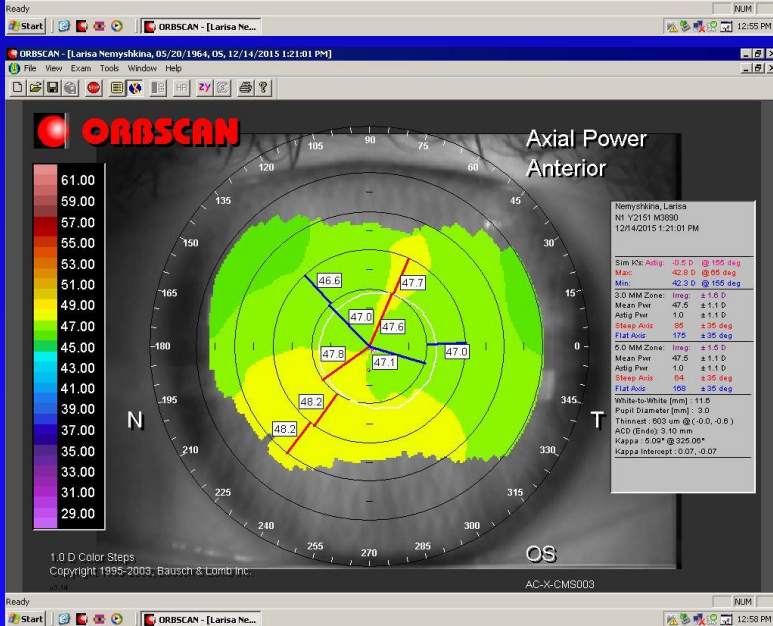 Ready
NUM
Start
ORBSCAN - [Larisa Ne...
12:55 PM
ORBSCAN - [Larisa Nemyshkina, 05/20/1964, OS, 12/14/2015 1:21:01 PM]
File View Exam Tools Window Help
STOP
HR
ZY
ORBSCAN
Axial Power
Anterior
61.00
59.00
57.00
55.00
53.00
51.00
49.00
47.00
45.00
43.00
41.00
39.00
37.00
35.00
33.00
31.00
29.00
105 90 75
120 60
135 45
150 30
165
180
195 345
210 330
225 315
240 300
255 270 285
46.6 47.7
47.0 47.6
47.8 47.1 47.0
48.2
48.2
N
T
OS
Nemyshkina, Larisa
N1 Y2151 M3890
12/14/2015 1:21:01 PM
Sim K's: Astig: -0.5 D @ 155 deg
Max: 42.8 D @ 65 deg
Min: 42.3 D @ 155 deg
3.0 MM Zone: Irreg: ± 1.6 D
Mean Pwr 47.5 ± 1.1 D
Astig Pwr 1.0 ± 1.1 D
Steep Axis 85 ± 35 deg
Flat Axis 175 ± 35 deg
5.0 MM Zone: Irreg: ± 1.5 D
Mean Pwr 47.5 ± 1.1 D
Astig Pwr 1.0 ± 1.1 D
Steep Axis 64 ± 35 deg
Flat Axis 168 ± 35 deg
White-to-White [mm] : 11.6
Pupil Diameter [mm] : 3.0
Thinnest : 603 um @ ( -0.0, -0.6 )
ACD (Endo): 3.10 mm
Kappa : 5.09° @ 325.06°
Kappa Intercept : 0.07, -0.07
1.0 D Color Steps
Copyright 1995-2003, Bausch & Lomb Inc.
AC-X-CMS003
Ready
NUM
Start
ORBSCAN - [Larisa Ne...
12:58 PM